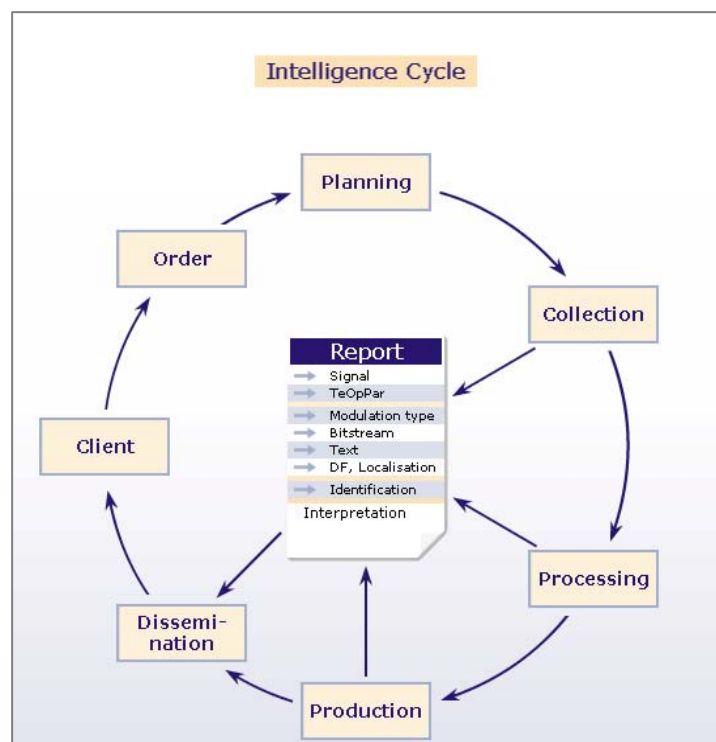 Intelligence Cycle
Planning
Order
Collection
Report
Signal
TeOpPar
Modulation type
Bitstream
Text
DF, Localisation
Identification
Interpretation
Client
Processing
Dissemi-
nation
Production